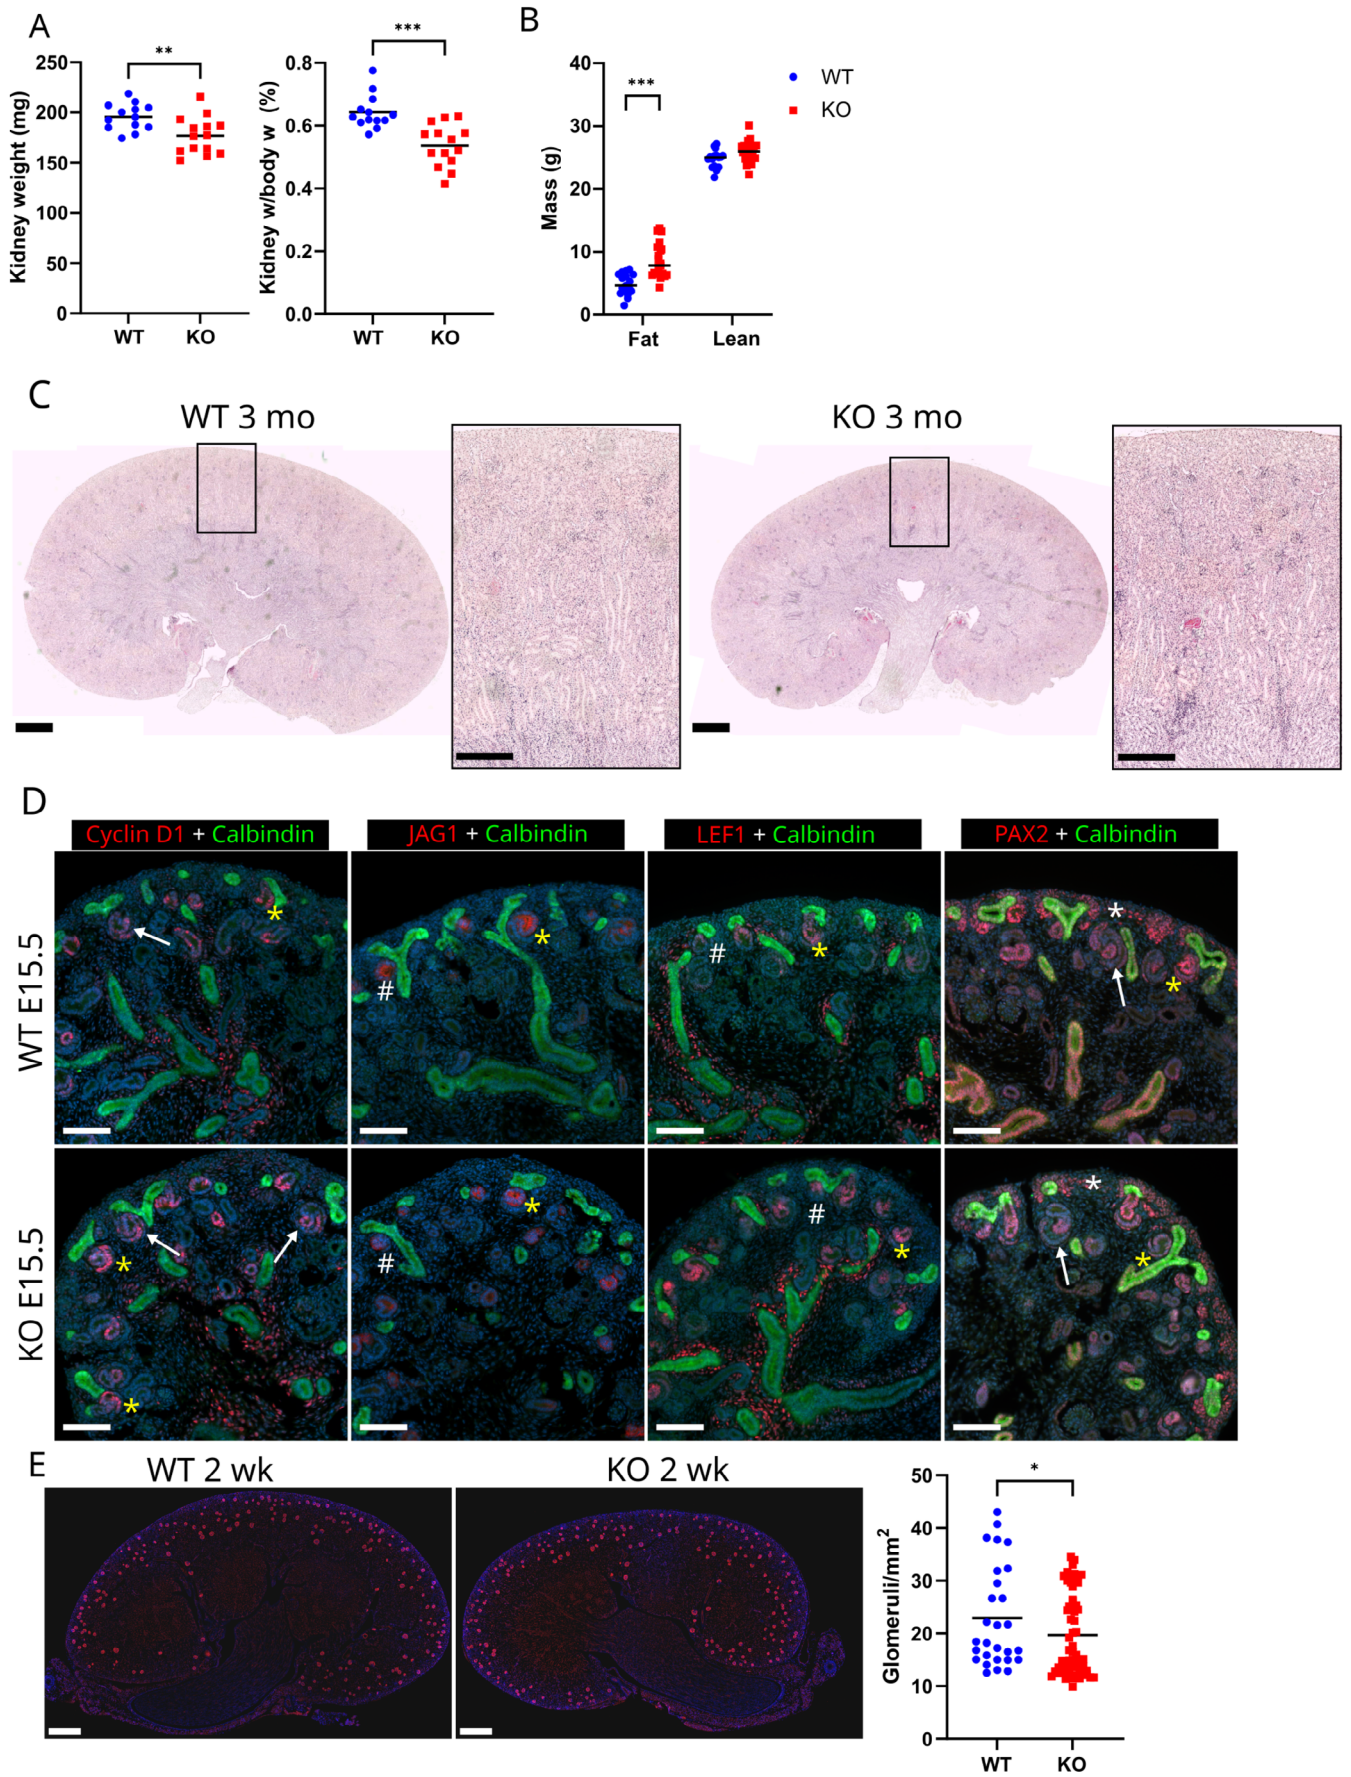 A
B
**
***
Kidney weight (mg)
250
200
150
100
50
0
WT
KO
Kidney w/body w (%)
0.8
0.6
0.4
0.2
0.0
WT
KO
Mass (g)
40
30
20
10
0
***
Fat
Lean
WT
KO
C
WT 3 mo
KO 3 mo
D
Cyclin D1 + Calbindin
JAG1 + Calbindin
LEF1 + Calbindin
PAX2 + Calbindin
WT E15.5
*
*
#
#
*
*
*
KO E15.5
*
*
*
#
#
*
*
*
E
WT 2 wk
KO 2 wk
Glomeruli/mm2
50
40
30
20
10
0
*
WT
KO